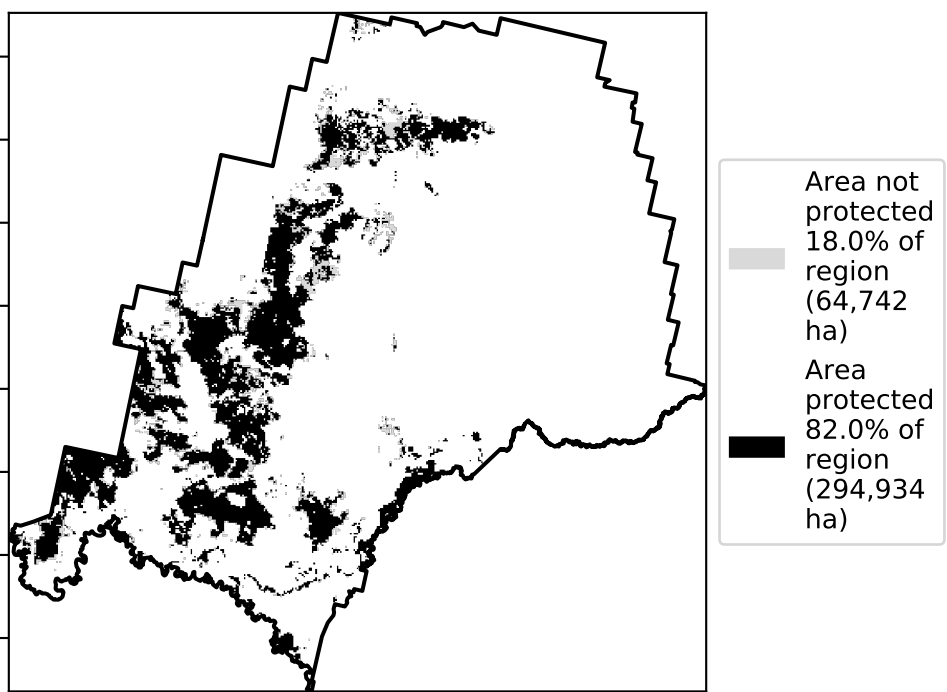 Area not
protected
18.0% of
region
(64,742
ha)
Area
protected
82.0% of
region
(294,934
ha)